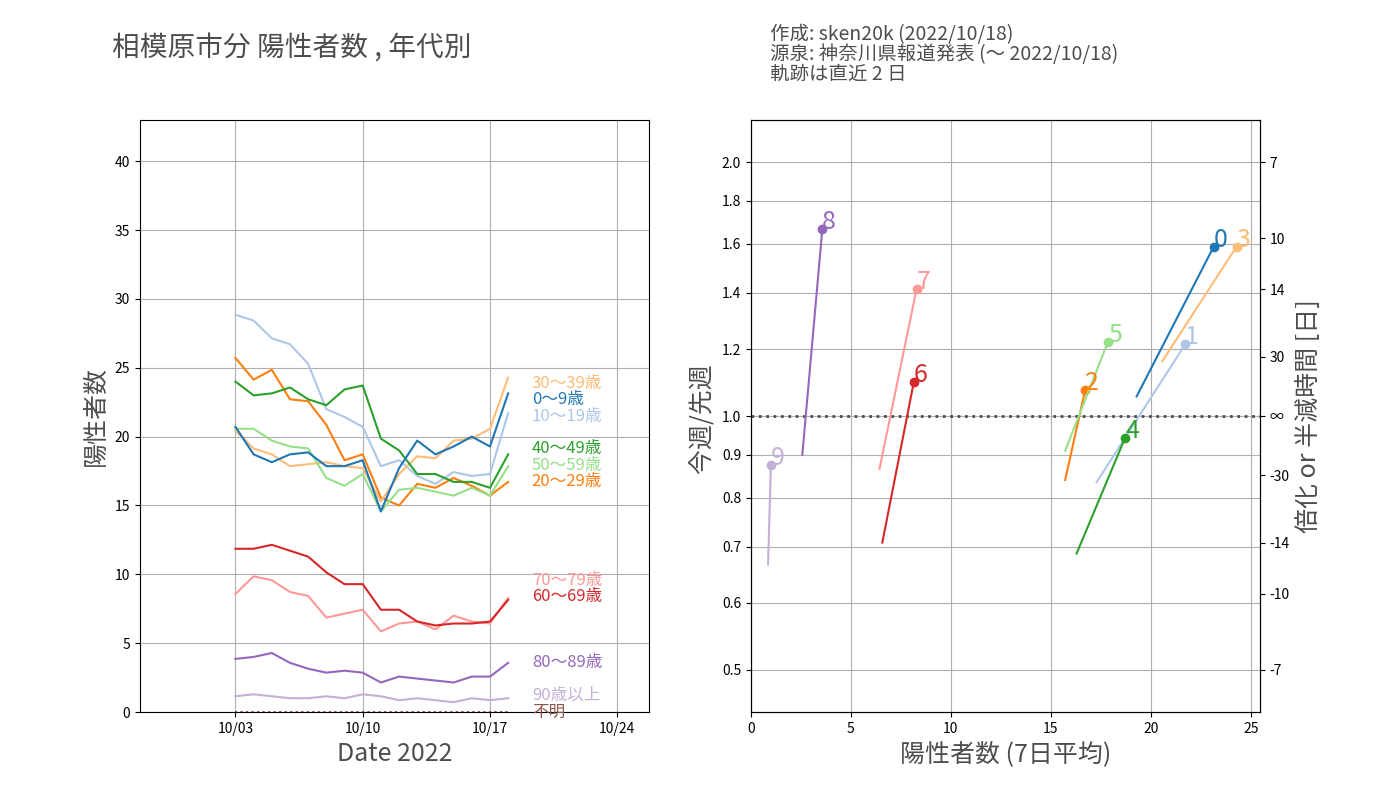 相模原市分 陽性者数 , 年代別
作成: sken20k (2022/10/18)
源泉: 神奈川県報道発表 (～ 2022/10/18)
軌跡は直近 2 日
陽性者数
40
35
30
25
20
15
10
5
0
30～39歳
0～9歳
10～19歳
40～49歳
50～59歳
20～29歳
70～79歳
60～69歳
80～89歳
90歳以上
不明
10/03
10/10
10/17
10/24
Date 2022
今週/先週
2.0
1.8
1.6
1.4
1.2
1.0
0.9
0.8
0.7
0.6
0.5
8
0
3
7
5
1
2
6
4
9
7
10
14
30
∞
-30
-14
-10
-7
倍化 or 半減時間 [日]
0
5
10
15
20
25
陽性者数 (7日平均)